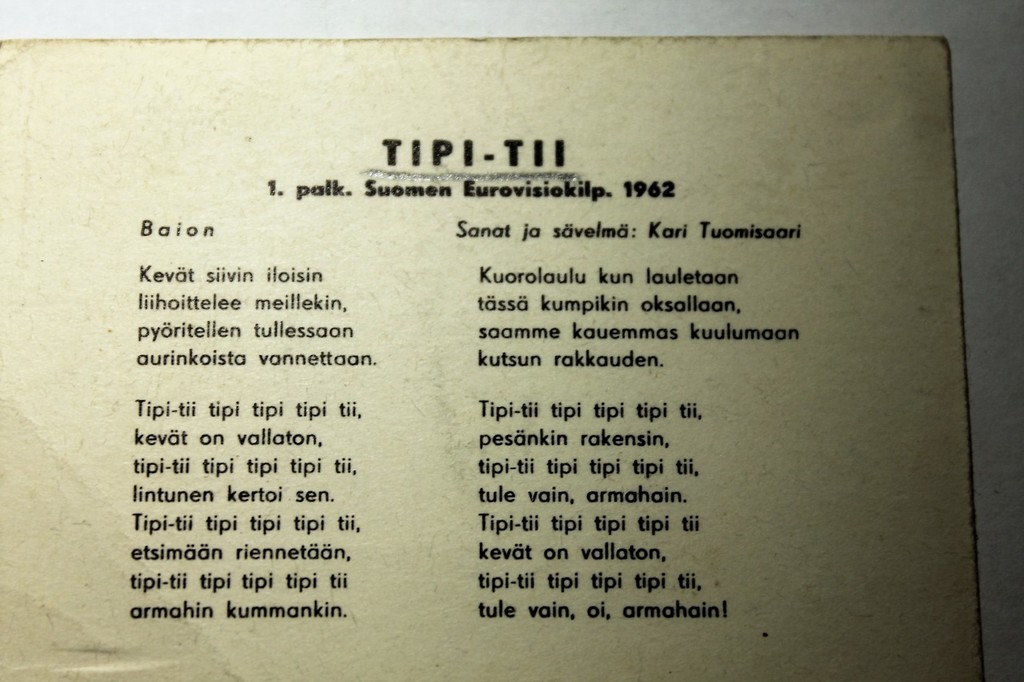 TIPI-TII
1. palk. Suomen Eurovisiokilp. 1962
Baion
Sanat ja sävelmä: Kari Tuomisaari
Kevät siivin iloisin
liihoittelee meillekin,
pyöritellen tullessaan
aurinkoista vannettaan.
Tipi-tii tipi tipi tipi tii,
kevät on vallaton,
tipi-tii tipi tipi tipi tii,
lintunen kertoi sen.
Tipi-tii tipi tipi tipi tii,
etsimään riennetään,
tipi-tii tipi tipi tipi tii
armahin kummankin.
Kuorolaulu kun lauletaan
tässä kumpikin oksallaan,
saamme kauemmas kuulumaan
kutsun rakkauden.
Tipi-tii tipi tipi tipi tii,
pesänkin rakensin,
tipi-tii tipi tipi tipi tii,
tule vain, armahain.
Tipi-tii tipi tipi tipi tii
kevät on vallaton,
tipi-tii tipi tipi tipi tii,
tule vain, oi, armahain!